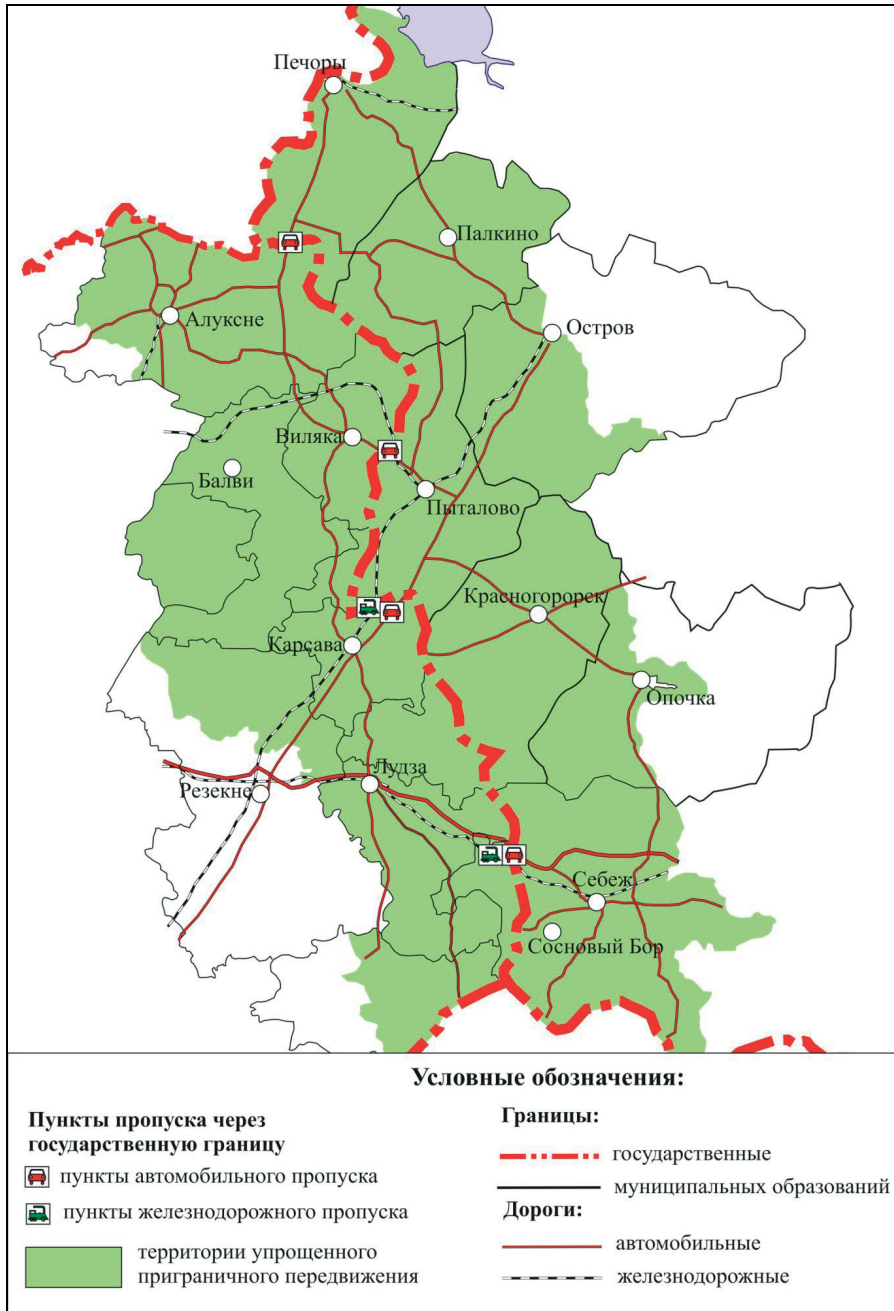 Печоры
Палкино
Алуксне
Остров
Виляка
Балви
Пыталово
Красногорорск
Карсава
Опочка
Лудза
Резекне
Себеж
Сосновый Бор
Условные обозначения:
Пункты пропуска через
государственную границу
пункты автомобильного пропуска
пункты железнодорожного пропуска
территории упрощенного
приграничного передвижения
Границы:
государственные
муниципальных образований
Дороги:
автомобильные
железнодорожные